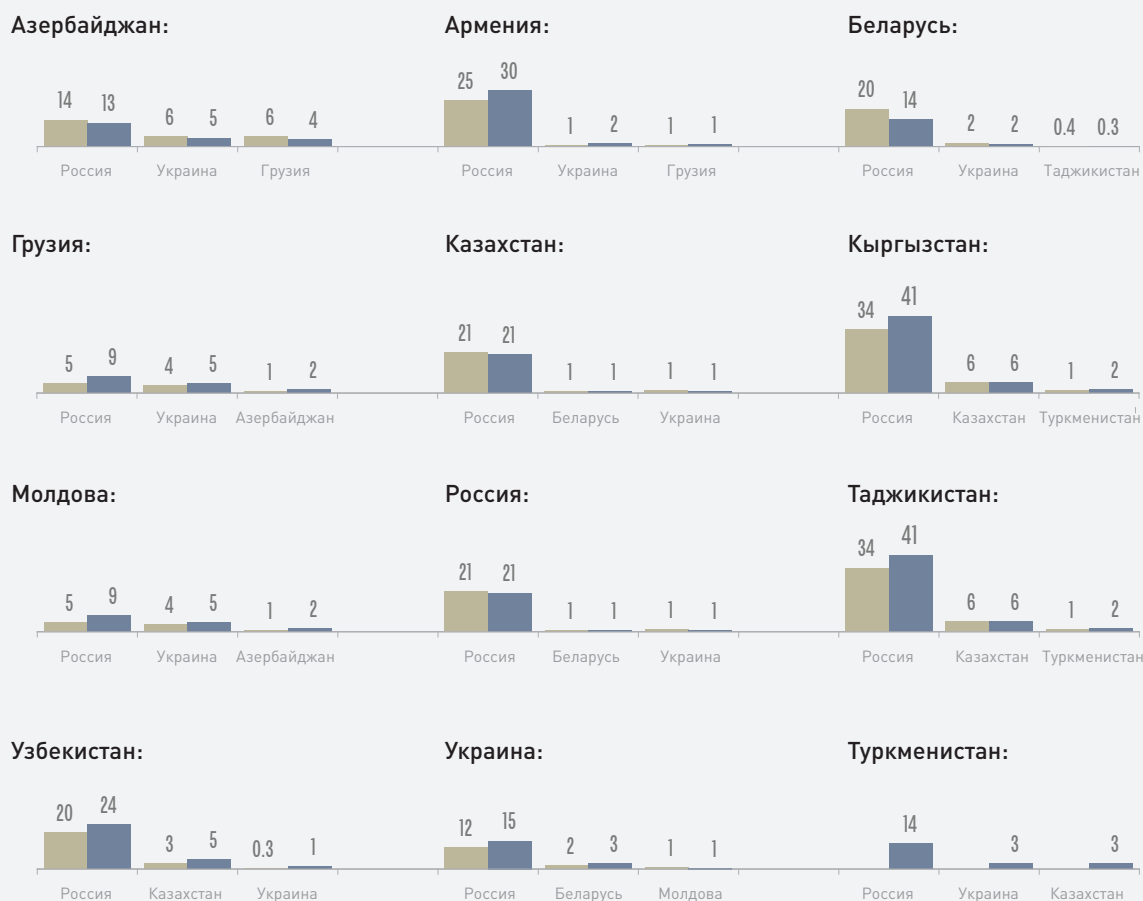 Азербайджан: Армения: Беларусь:
14 13 6 5 6 4 25 30 1 2 1 1 20 14 2 2 0.4 0.3
Россия Украина Грузия Россия Украина Грузия Россия Украина Таджикистан
Грузия: Казахстан: Кыргызстан:
5 9 4 5 1 2 21 21 1 1 1 1 34 41 6 6 1 2
Россия Украина Азербайджан Россия Беларусь Украина Россия Казахстан Туркменистан
Молдова: Россия: Таджикистан:
5 9 4 5 1 2 21 21 1 1 1 1 34 41 6 6 1 2
Россия Украина Азербайджан Россия Беларусь Украина Россия Казахстан Туркменистан
Узбекистан: Украина: Туркменистан:
20 24 3 5 0.3 1 12 15 2 3 1 1 14 3 3
Россия Казахстан Украина Россия Беларусь Молдова Россия Украина Казахстан